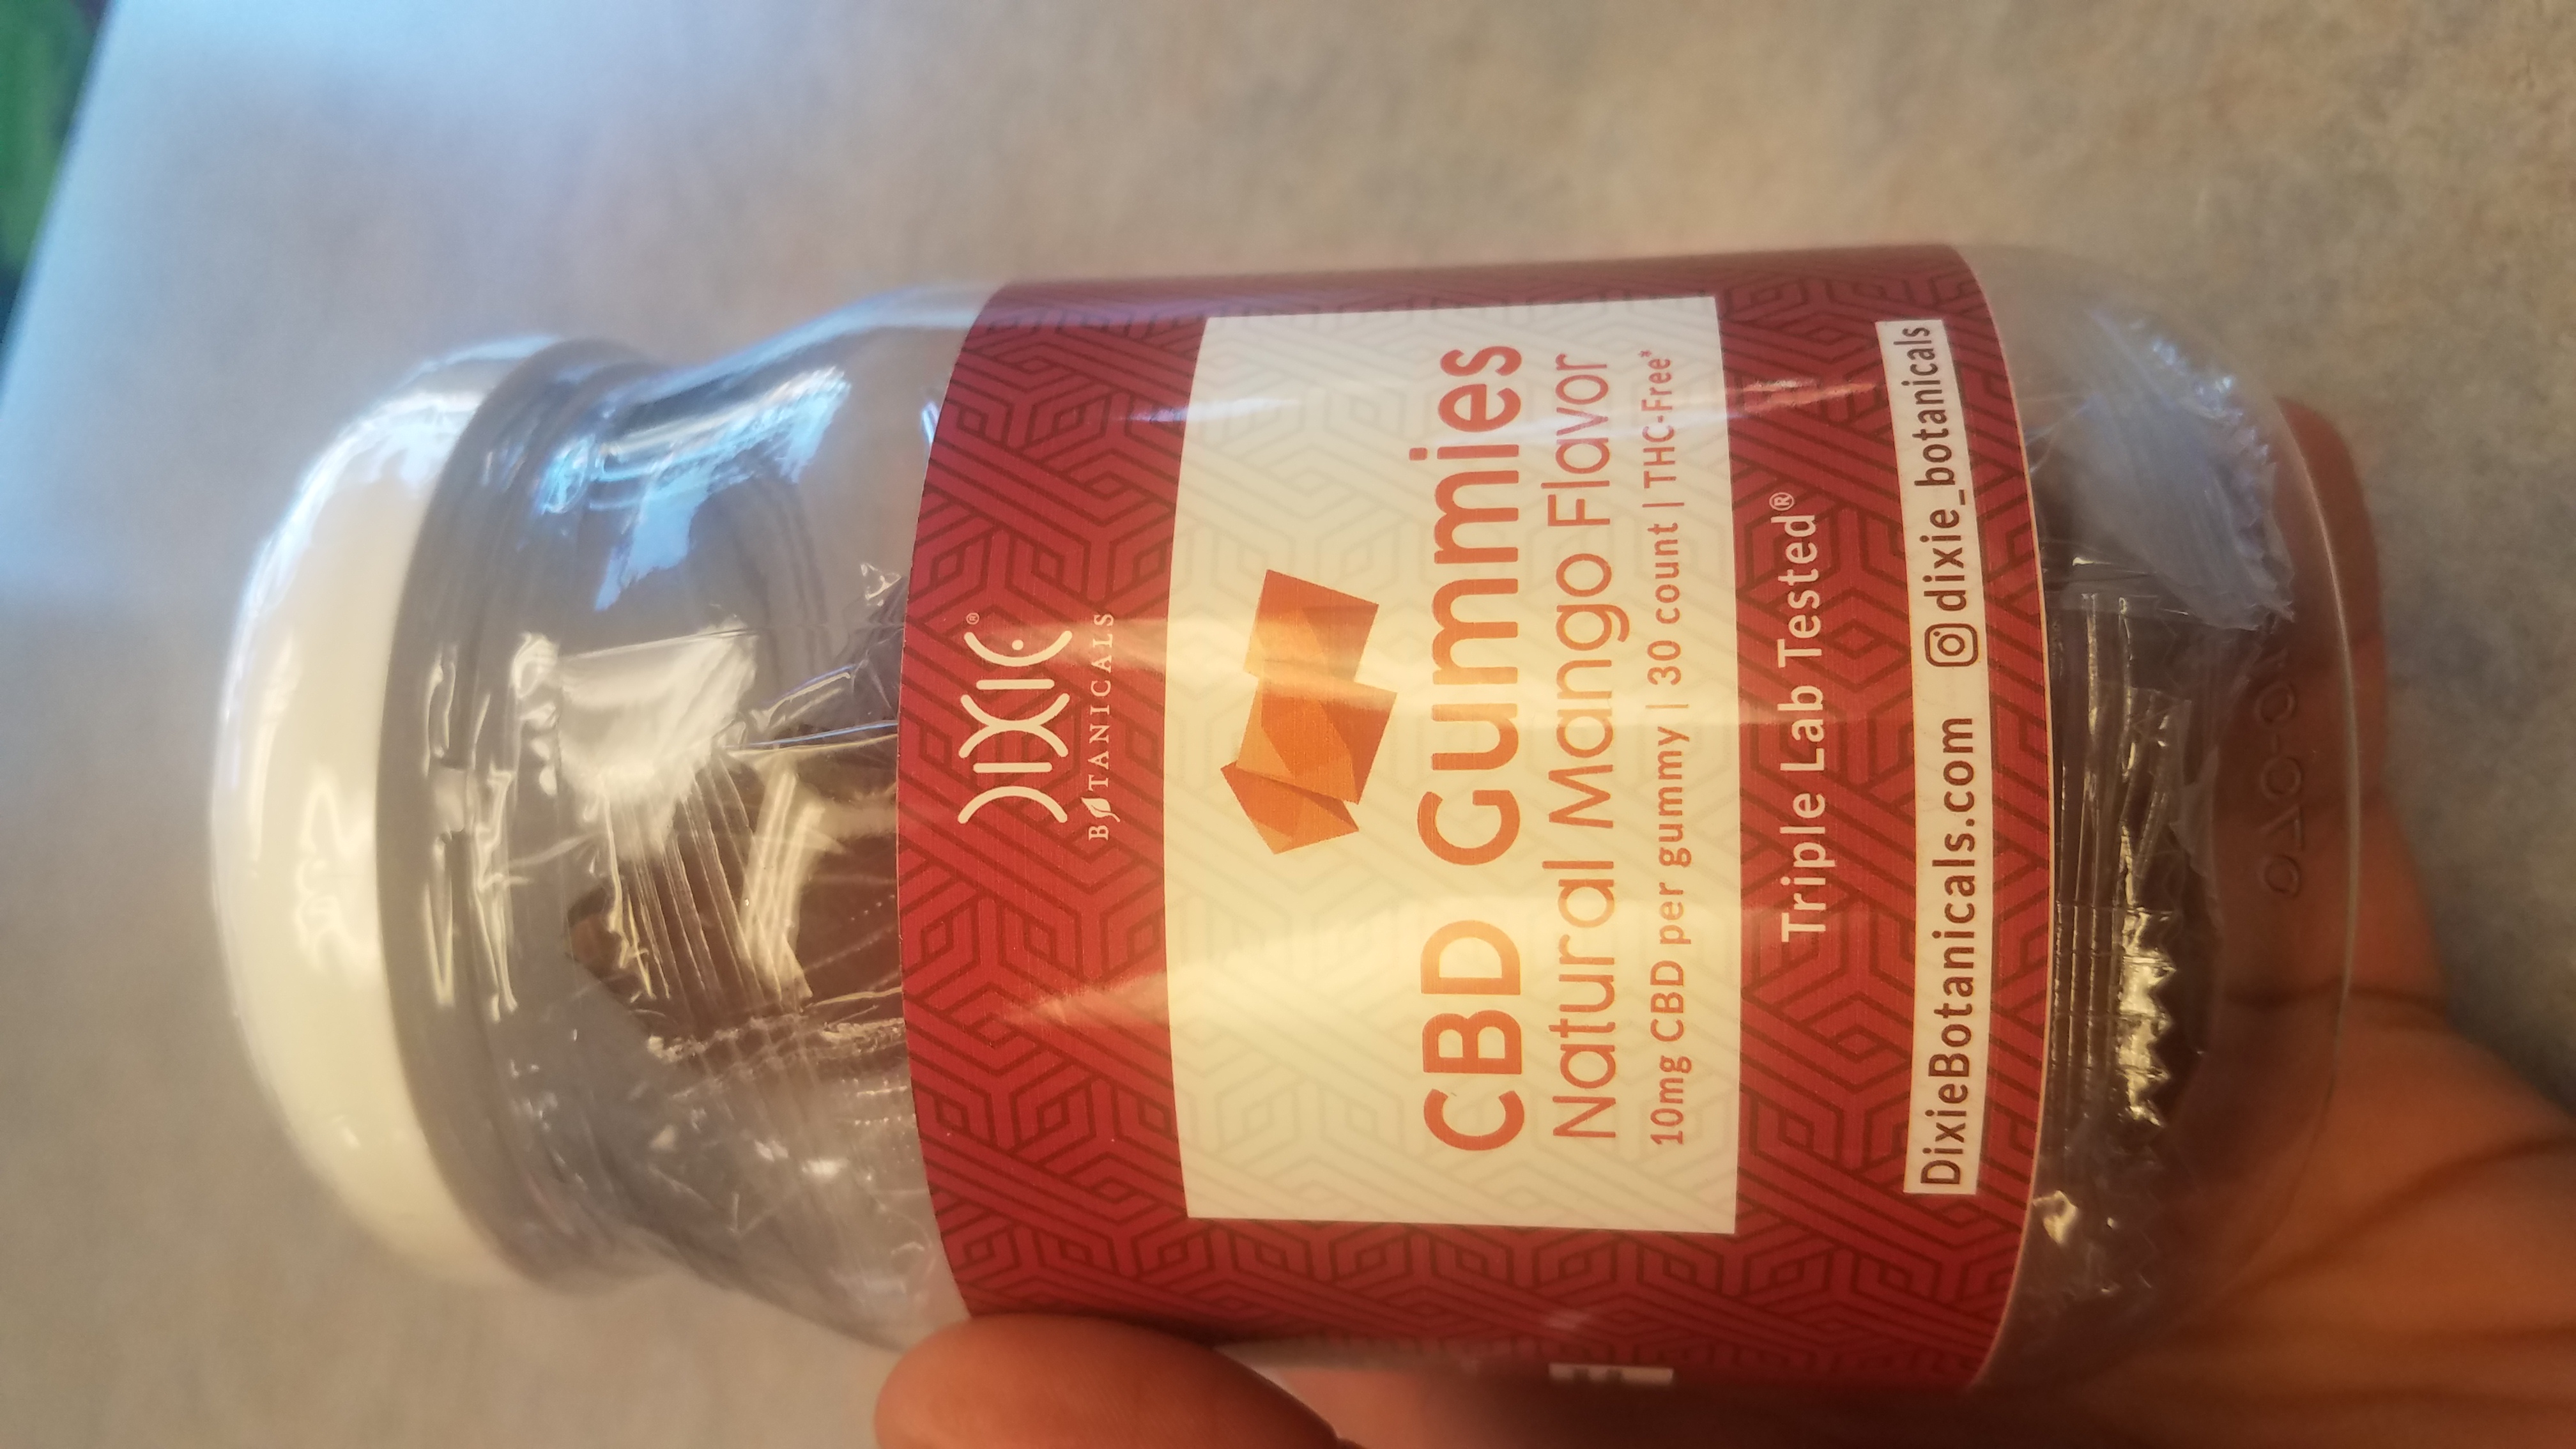 DIXIE®
BOTANICALS
CBD Gummies
Natural Mango Flavor
10mg CBD per gummy | 30 count | THC-Free*
Triple Lab Tested®
DixieBotanicals.com dixie_botanicals